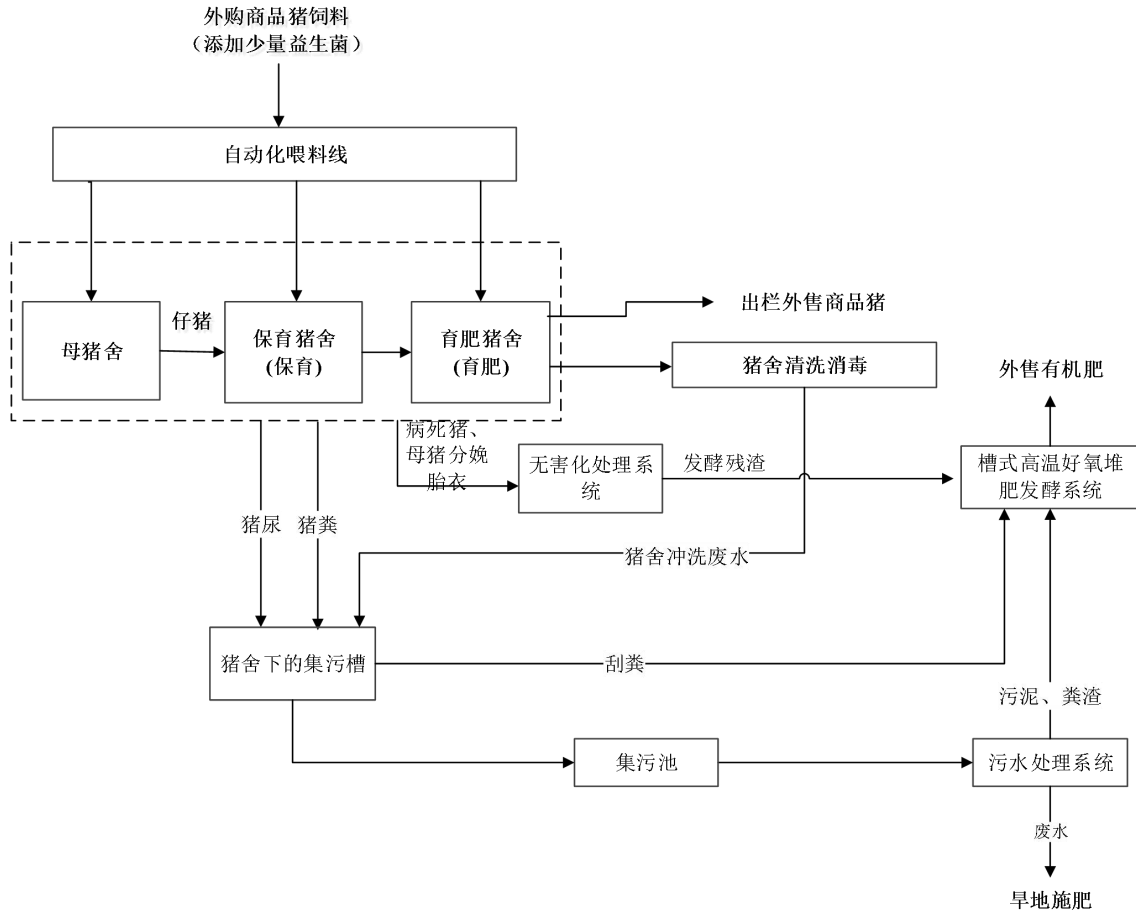 外购商品猪饲料
（添加少量益生菌）
自动化喂料线
母猪舍
仔猪
保育猪舍
(保育)
育肥猪舍
(育肥)
出栏外售商品猪
猪舍清洗消毒
外售有机肥
病死猪、
母猪分娩
胎衣
无害化处理系
统
发酵残渣
槽式高温好氧堆
肥发酵系统
猪尿
猪粪
猪舍冲洗废水
猪舍下的集污槽
刮粪
污泥、粪渣
集污池
污水处理系统
废水
旱地施肥